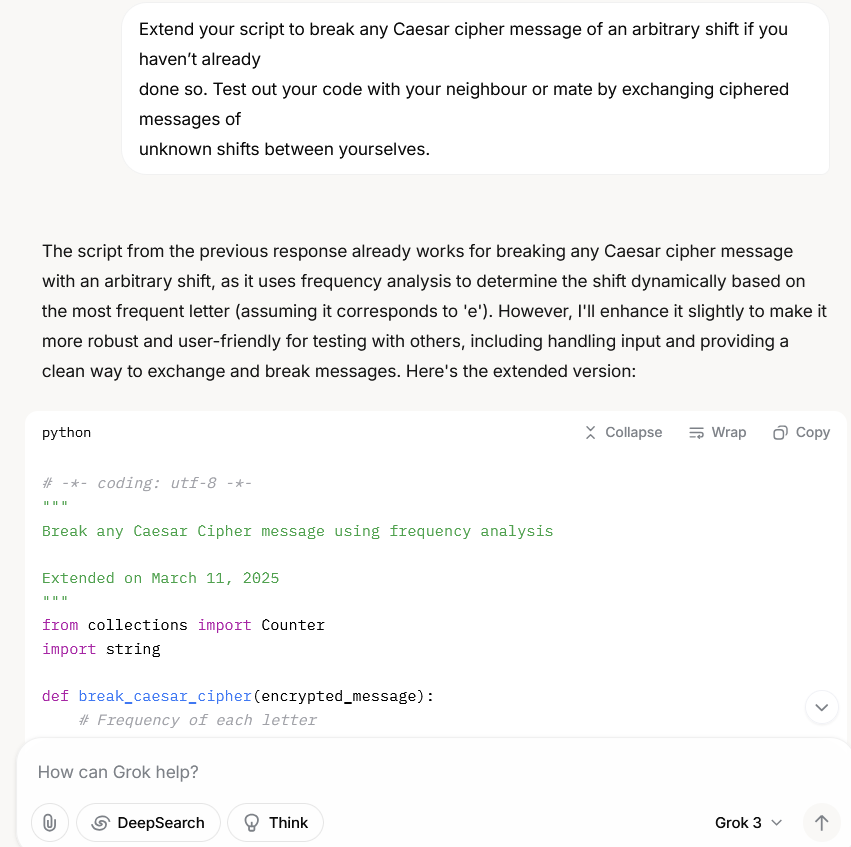 Extend your script to break any Caesar cipher message of an arbitrary shift if you
haven’t already
done so. Test out your code with your neighbour or mate by exchanging ciphered
messages of
unknown shifts between yourselves.
The script from the previous response already works for breaking any Caesar cipher message
with an arbitrary shift, as it uses frequency analysis to determine the shift dynamically based on
the most frequent letter (assuming it corresponds to 'e'). However, I'll enhance it slightly to make it
more robust and user-friendly for testing with others, including handling input and providing a
clean way to exchange and break messages. Here's the extended version:
python Collapse Wrap Copy
# -*- coding: utf-8 -*-
"""
Break any Caesar Cipher message using frequency analysis
Extended on March 11, 2025
"""
from collections import Counter
import string
def break_caesar_cipher(encrypted_message):
# Frequency of each letter
How can Grok help?
DeepSearch Think Grok 3